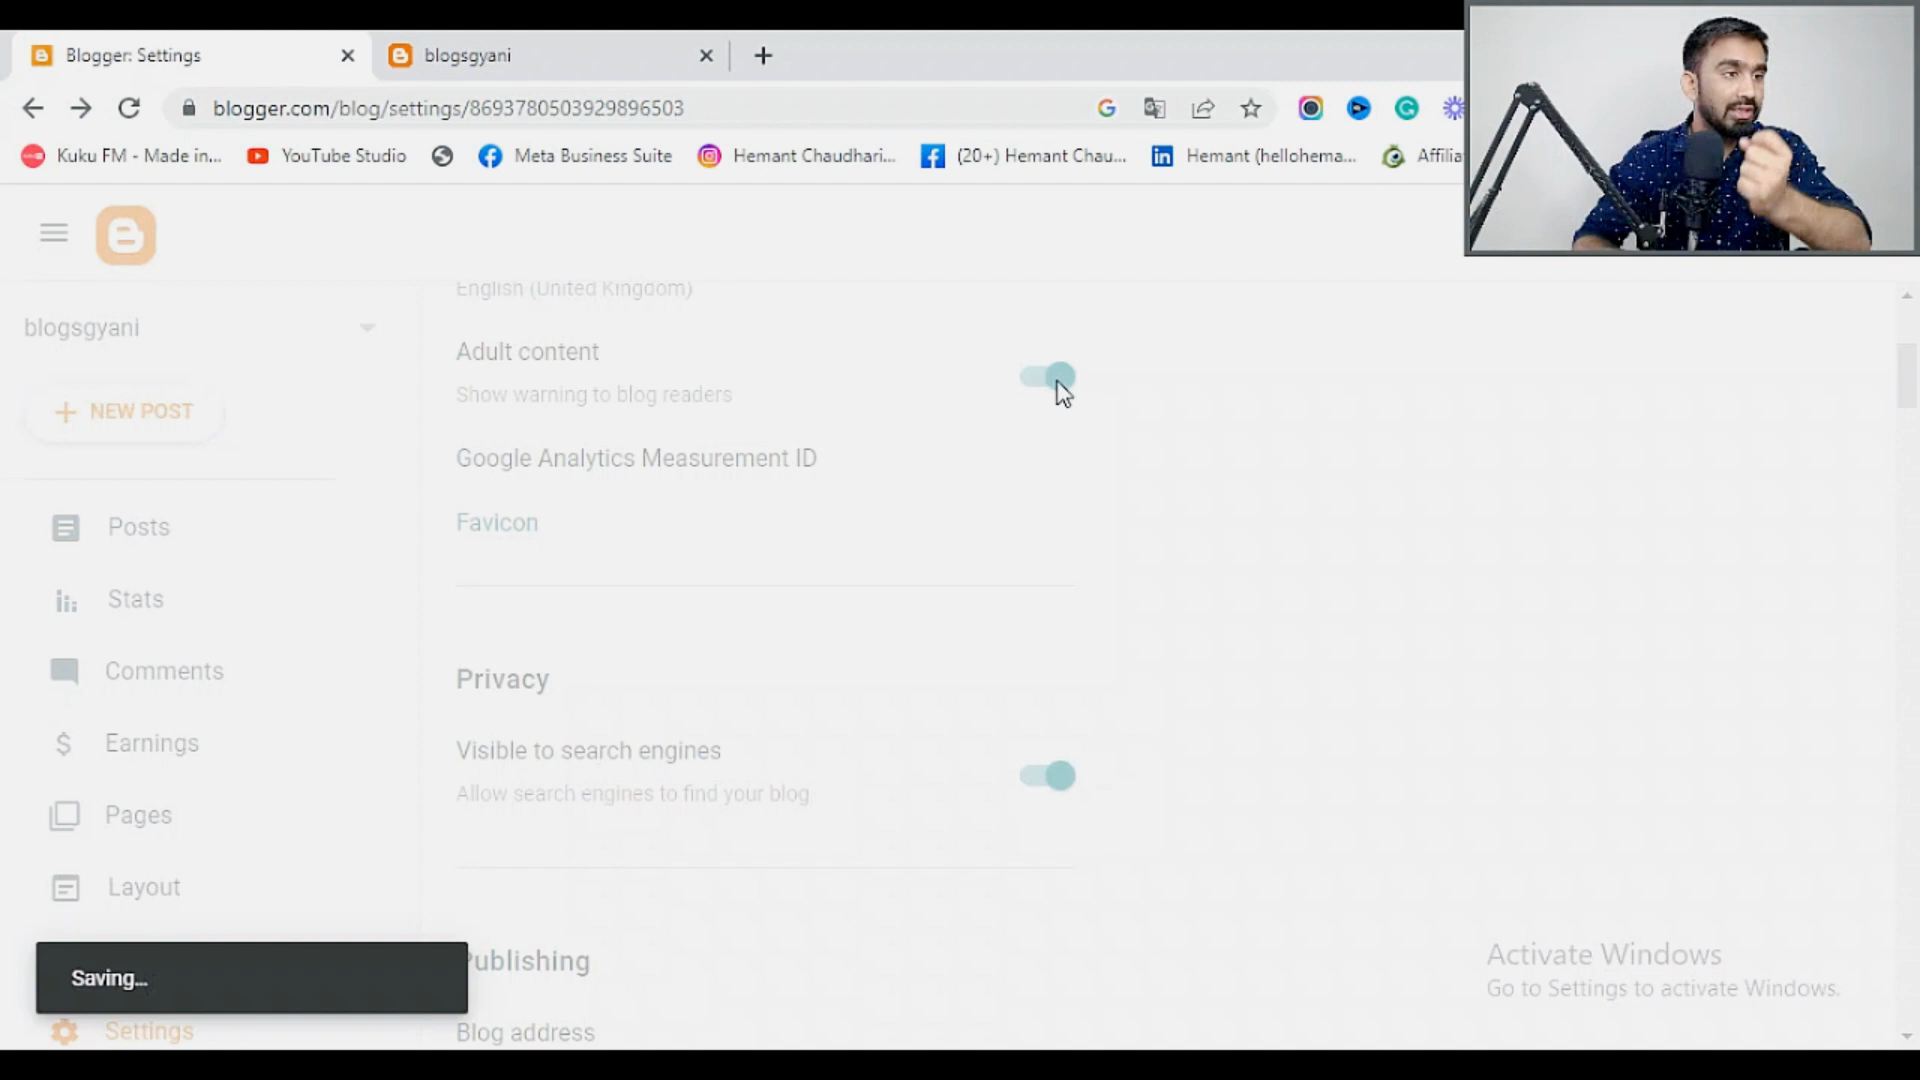 Blogger: Settings
blogsgyani
blogger.com/blog/settings/8693780503929896503
Kuku FM - Made in...
YouTube Studio
Meta Business Suite
Hemant Chaudhari...
(20+) Hemant Chau...
Hemant (hellohema...
Affilia
English (United Kingdom)
blogsgyani
Adult content
Show warning to blog readers
NEW POST
Google Analytics Measurement ID
Favicon
Posts
Stats
Comments
Privacy
Earnings
Visible to search engines
Allow search engines to find your blog
Pages
Layout
Saving...
Publishing
Settings
Blog address
Activate Windows
Go to Settings to activate Windows.